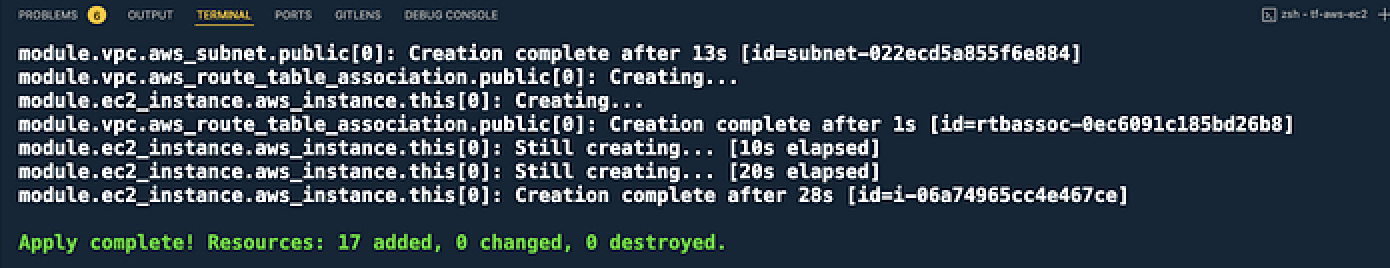 PROBLEMS 6 OUTPUT TERMINAL PORTS GITLENS DEBUG CONSOLE zsh - tf-aws-ec2 +
module.vpc.aws_subnet.public[0]: Creation complete after 13s [id=subnet-022ecd5a855f6e884]
module.vpc.aws_route_table_association.public[0]: Creating...
module.ec2_instance.aws_instance.this[0]: Creating...
module.vpc.aws_route_table_association.public[0]: Creation complete after 1s [id=rtbassoc-0ec6091c185bd26b8]
module.ec2_instance.aws_instance.this[0]: Still creating... [10s elapsed]
module.ec2_instance.aws_instance.this[0]: Still creating... [20s elapsed]
module.ec2_instance.aws_instance.this[0]: Creation complete after 28s [id=i-06a74965cc4e467ce]
Apply complete! Resources: 17 added, 0 changed, 0 destroyed.